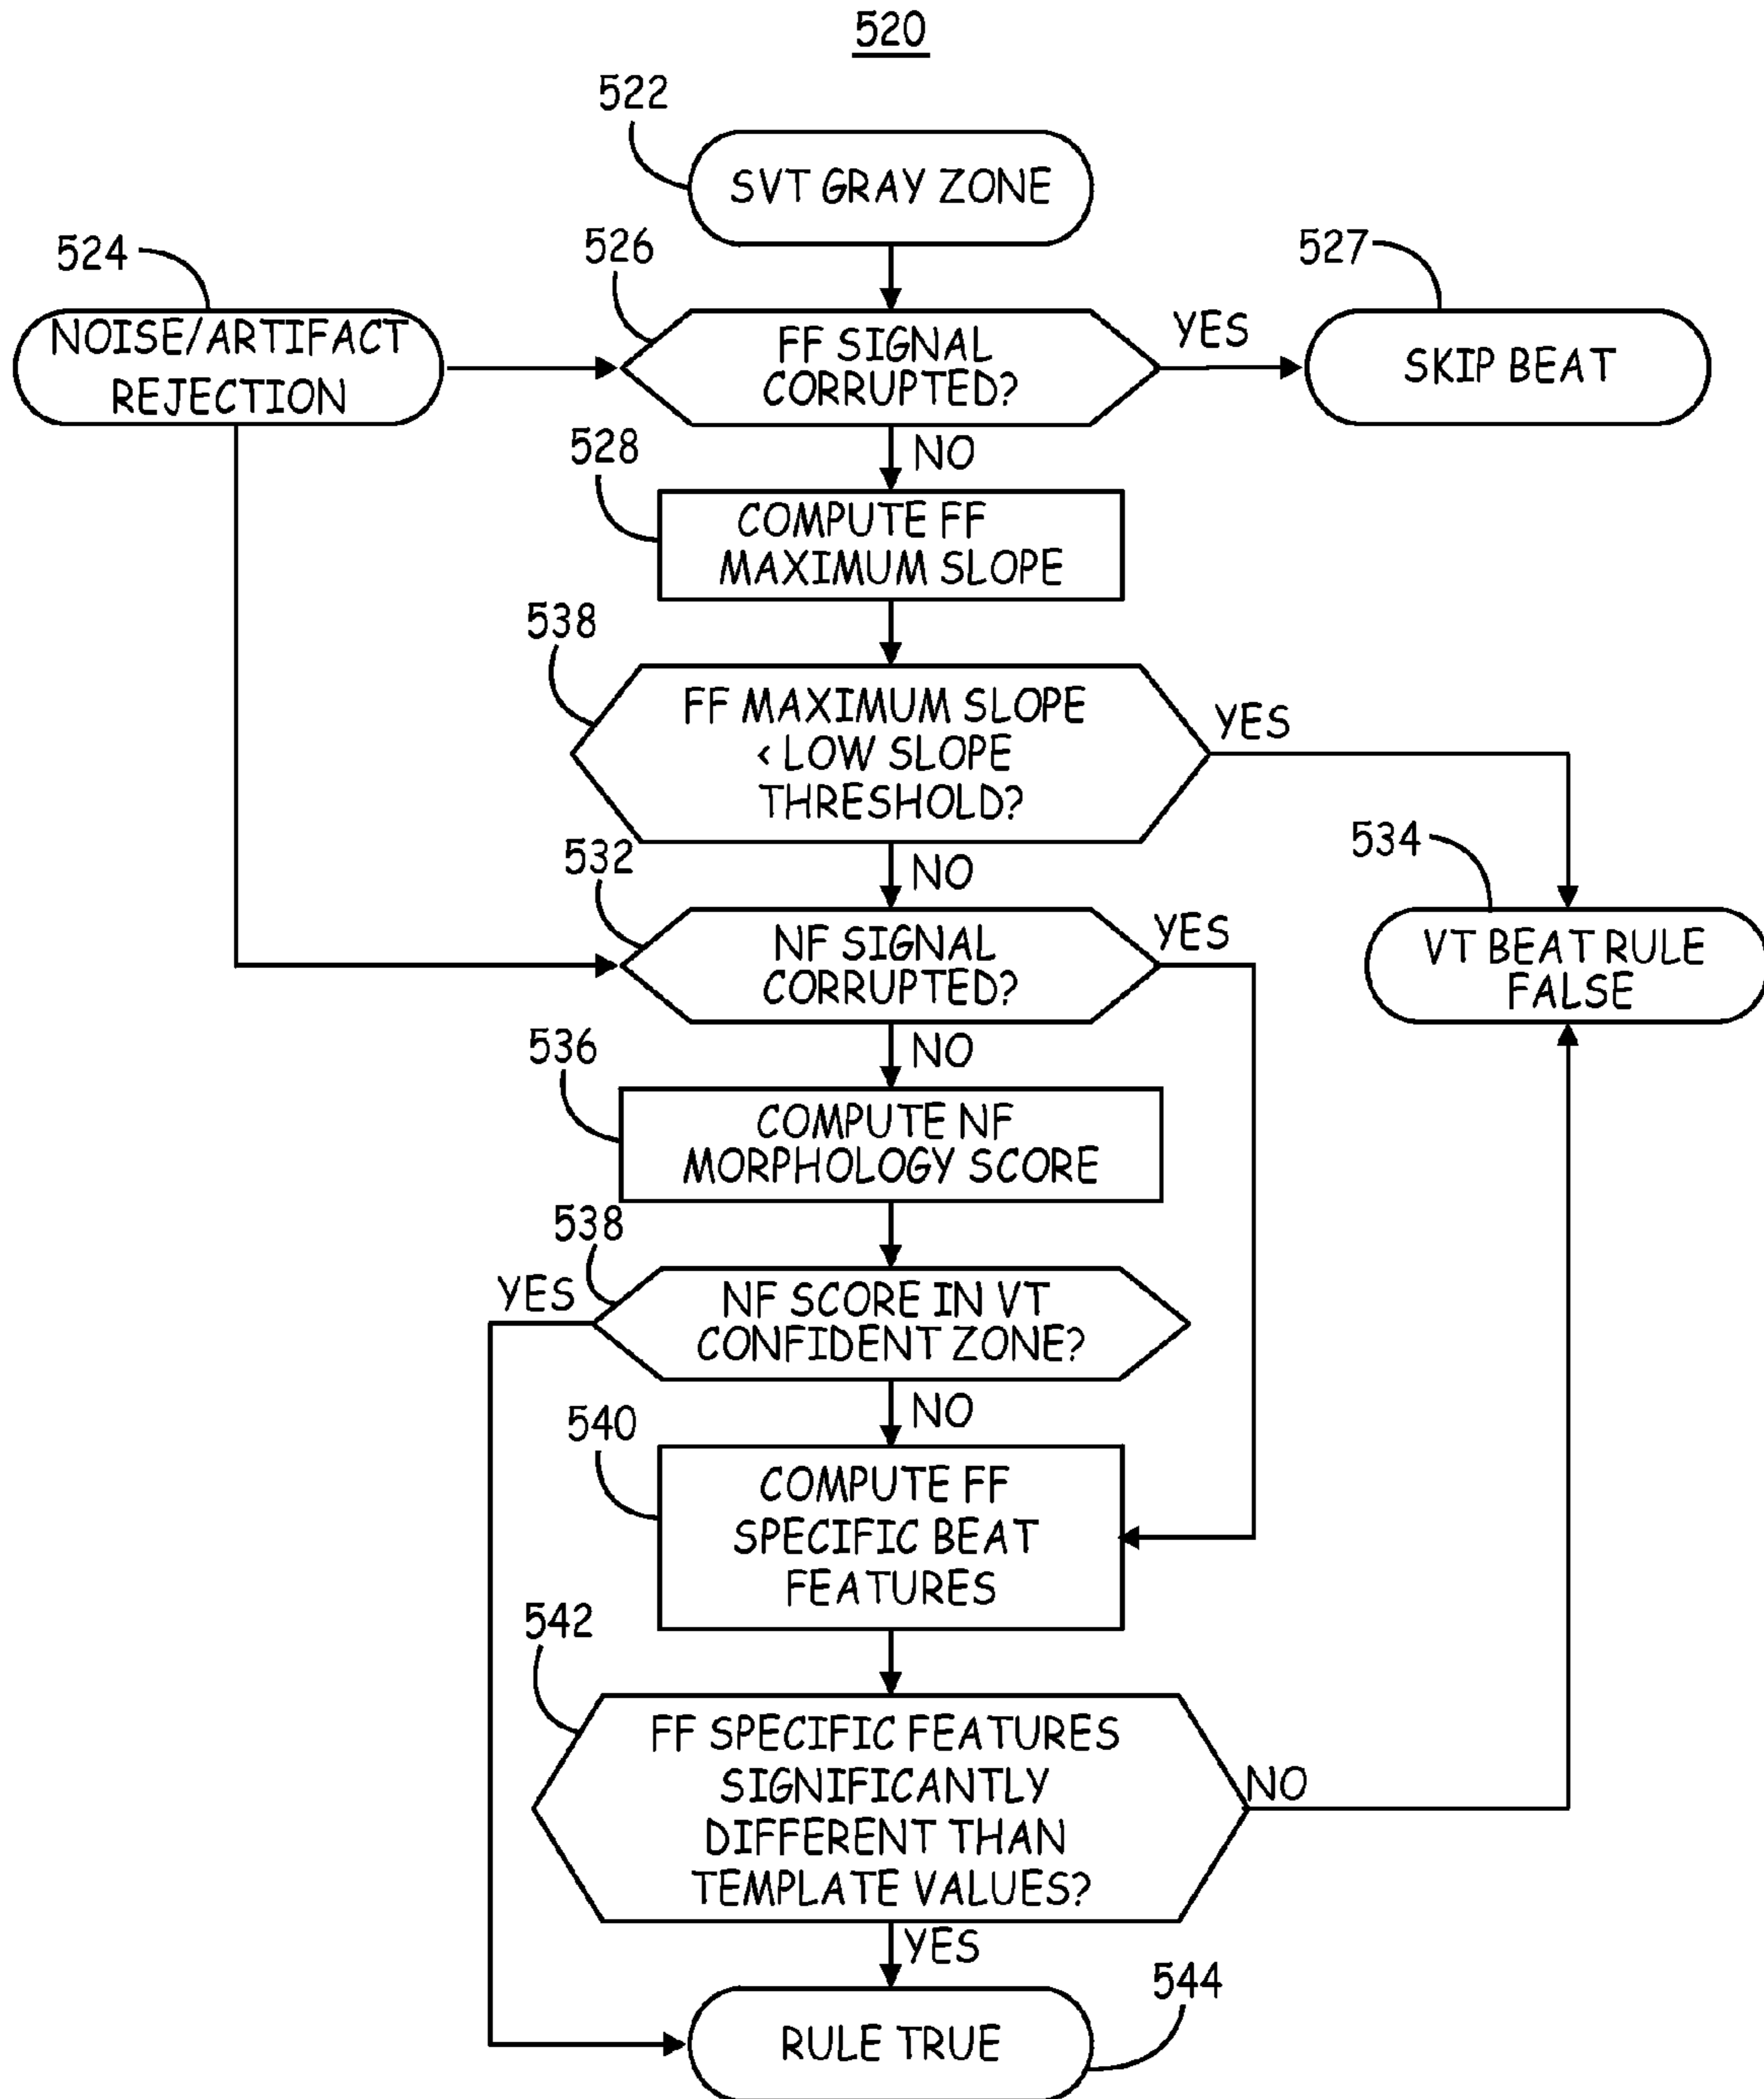 520
522
SVT GRAY ZONE
524
NOISE/ARTIFACT
REJECTION
526
FF SIGNAL
CORRUPTED?
YES
527
SKIP BEAT
NO
528
COMPUTE FF
MAXIMUM SLOPE
538
FF MAXIMUM SLOPE
< LOW SLOPE
THRESHOLD?
YES
NO
534
VT BEAT RULE
FALSE
532
NF SIGNAL
CORRUPTED?
YES
NO
536
COMPUTE NF
MORPHOLOGY SCORE
538
YES
NF SCORE IN VT
CONFIDENT ZONE?
NO
540
COMPUTE FF
SPECIFIC BEAT
FEATURES
542
FF SPECIFIC FEATURES
SIGNIFICANTLY
DIFFERENT THAN
TEMPLATE VALUES?
NO
YES
544
RULE TRUE